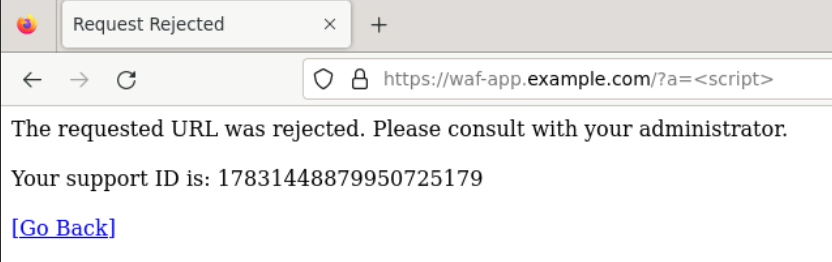 Request Rejected
https://waf-app.example.com/?a=<script>
The requested URL was rejected. Please consult with your administrator.
Your support ID is: 17831448879950725179
[Go Back]